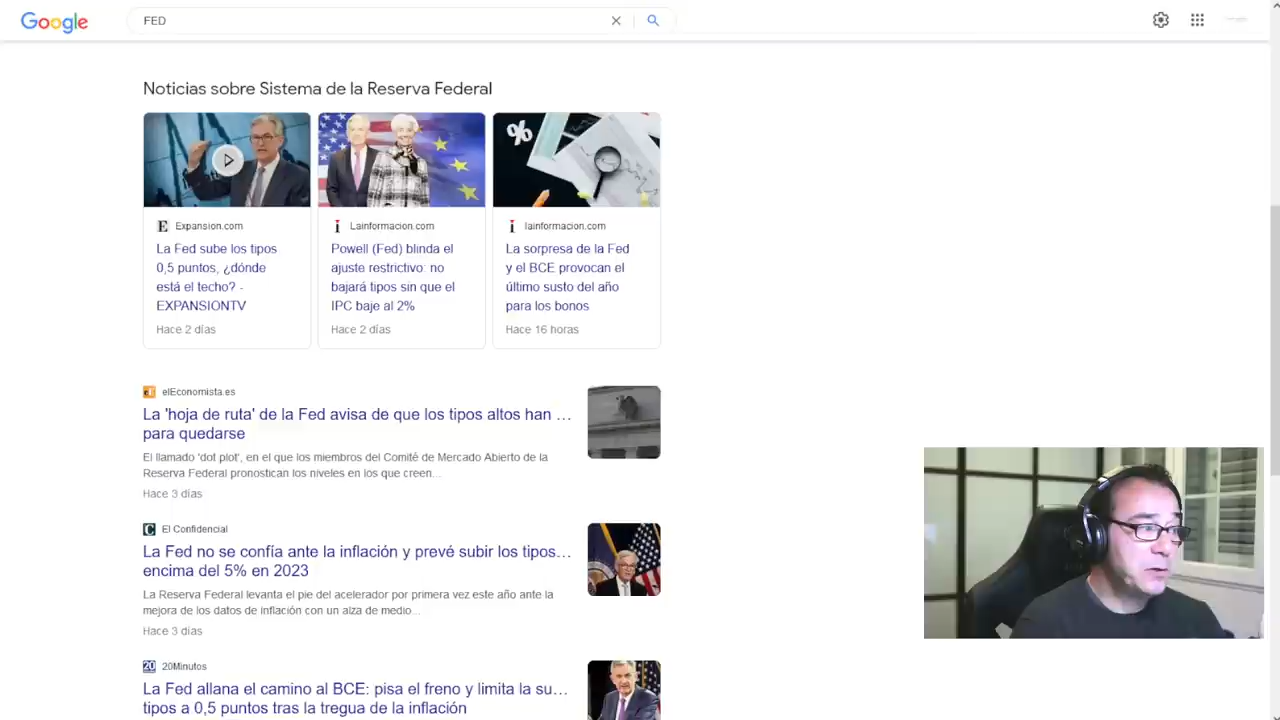 Google
FED
Noticias sobre Sistema de la Reserva Federal
Expansion.com
La Fed sube los tipos
0,5 puntos, ¿dónde
está el techo? -
EXPANSIONTV
Hace 2 días
Lainformacion.com
Powell (Fed) blinda el
ajuste restrictivo: no
bajará tipos sin que el
IPC baje al 2%
Hace 2 días
%
lainformacion.com
La sorpresa de la Fed
y el BCE provocan el
último susto del año
para los bonos
Hace 16 horas
elEconomista.es
La 'hoja de ruta' de la Fed avisa de que los tipos altos han ...
para quedarse
El llamado 'dot plot', en el que los miembros del Comité de Mercado Abierto de la
Reserva Federal pronostican los niveles en los que creen...
Hace 3 días
El Confidencial
La Fed no se confía ante la inflación y prevé subir los tipos...
encima del 5% en 2023
La Reserva Federal levanta el pie del acelerador por primera vez este año ante la
mejora de los datos de inflación con un alza de medio...
Hace 3 días
20Minutos
La Fed allana el camino al BCE: pisa el freno y limita la su...
tipos a 0,5 puntos tras la tregua de la inflación